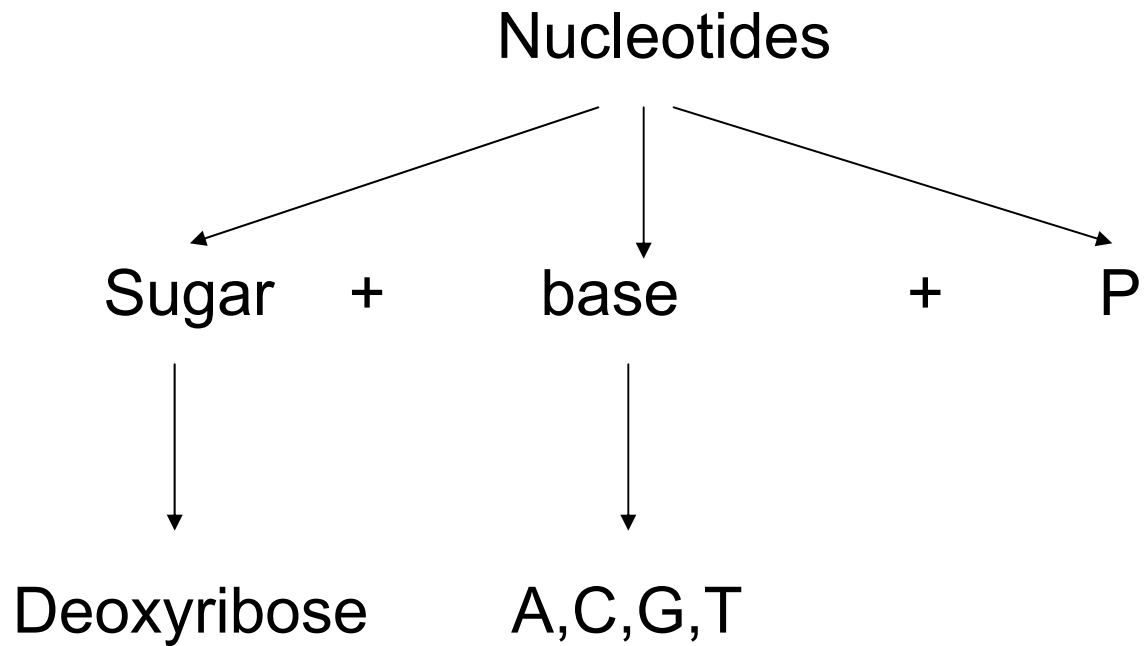 Nucleotides
Sugar + base + P
Deoxyribose A,C,G,T